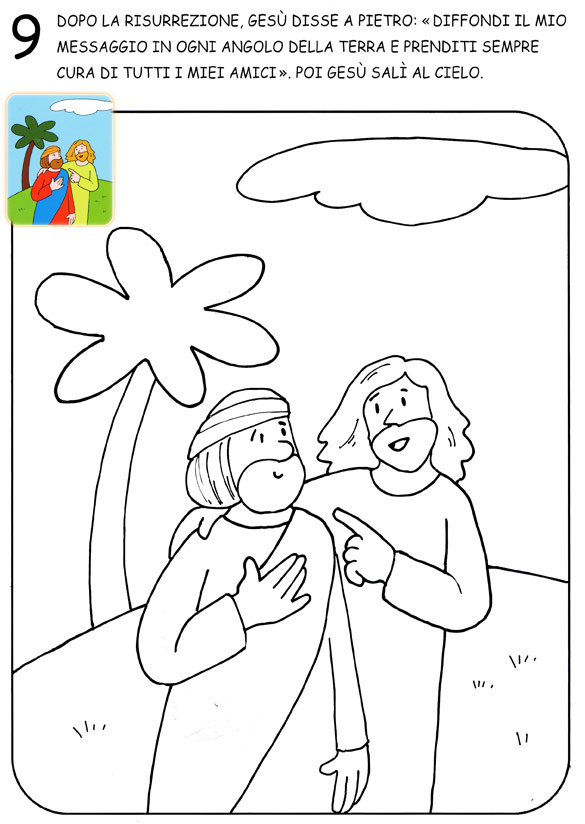 9
DOPO LA RISURREZIONE, GESÙ DISSE A PIETRO: «DIFFONDI IL MIO
MESSAGGIO IN OGNI ANGOLO DELLA TERRA E PRENDITI SEMPRE
CURA DI TUTTI I MIEI AMICI». POI GESÙ SALÌ AL CIELO.